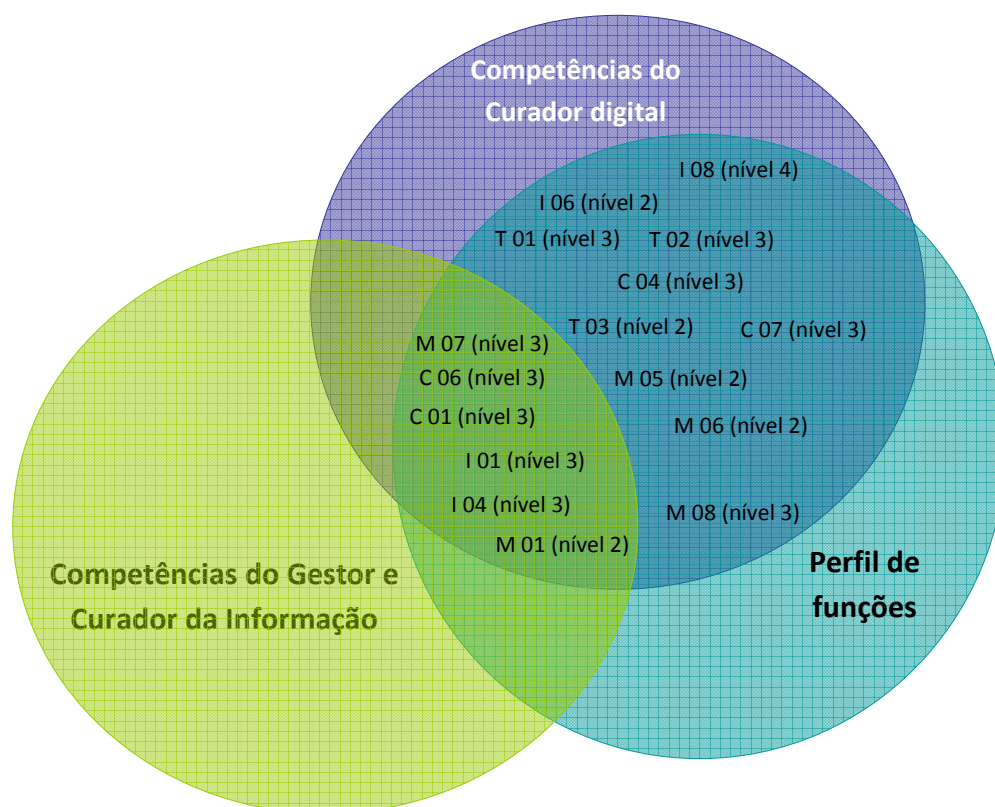 Competências do
Curador digital
I 08 (nível 4)
I 06 (nível 2)
T 01 (nível 3)
T 02 (nível 3)
C 04 (nível 3)
T 03 (nível 2)
C 07 (nível 3)
M 07 (nível 3)
C 06 (nível 3)
M 05 (nível 2)
C 01 (nível 3)
M 06 (nível 2)
I 01 (nível 3)
I 04 (nível 3)
M 08 (nível 3)
M 01 (nível 2)
Competências do Gestor e
Curador da Informação
Perfil de
funções